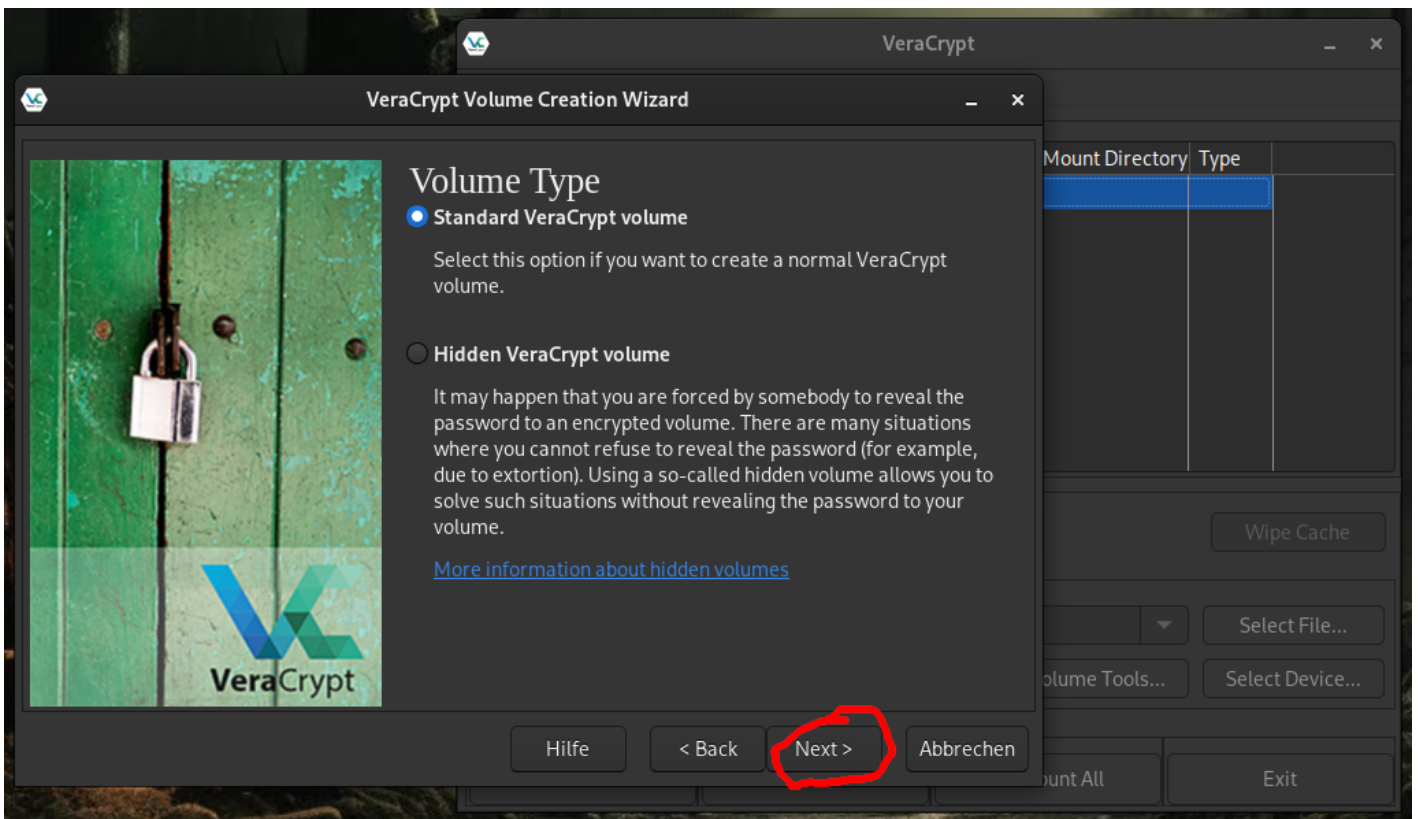 VeraCrypt
VeraCrypt Volume Creation Wizard
Volume Type
Standard VeraCrypt volume
Select this option if you want to create a normal VeraCrypt
volume.
Hidden VeraCrypt volume
It may happen that you are forced by somebody to reveal the
password to an encrypted volume. There are many situations
where you cannot refuse to reveal the password (for example,
due to extortion). Using a so-called hidden volume allows you to
solve such situations without revealing the password to your
volume.
More information about hidden volumes
VeraCrypt
Hilfe
< Back
Next >
Abbrechen
Mount Directory
Type
Wipe Cache
Select File...
olume Tools...
Select Device...
ount All
Exit